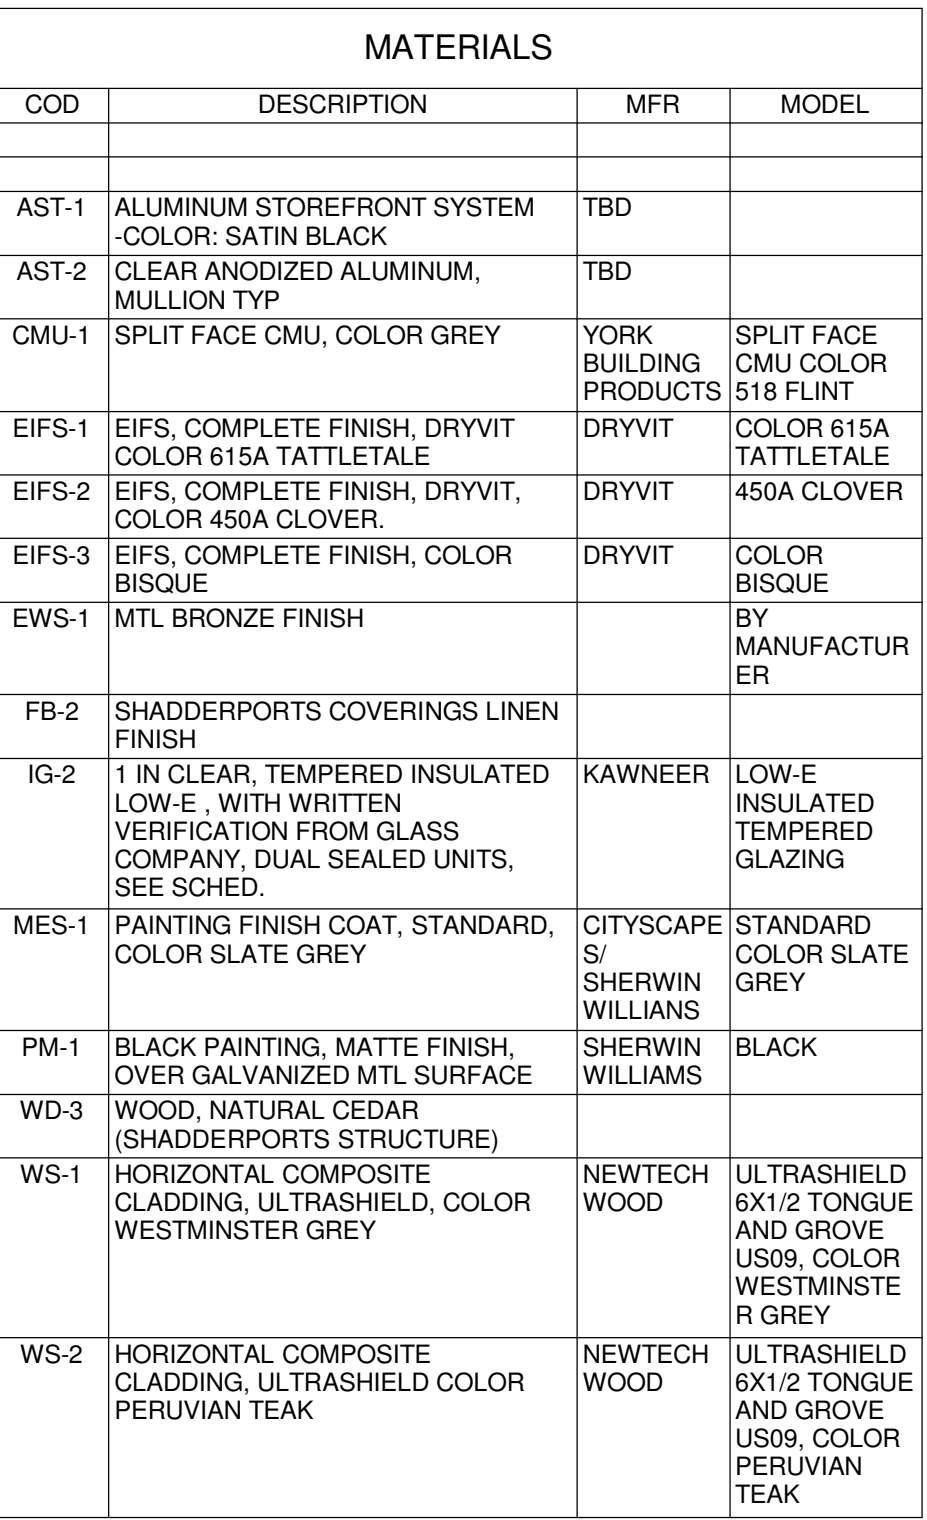 MATERIALS
COD DESCRIPTION MFR MODEL
AST-1 ALUMINUM STOREFRONT SYSTEM TBD
-COLOR: SATIN BLACK
AST-2 CLEAR ANODIZED ALUMINUM, TBD
MULLION TYP
CMU-1 SPLIT FACE CMU, COLOR GREY YORK SPLIT FACE
BUILDING CMU COLOR
PRODUCTS 518 FLINT
EIFS-1 EIFS, COMPLETE FINISH, DRYVIT DRYVIT COLOR 615A
COLOR 615A TATTLETALE TATTLETALE
EIFS-2 EIFS, COMPLETE FINISH, DRYVIT, DRYVIT 450A CLOVER
COLOR 450A CLOVER.
EIFS-3 EIFS, COMPLETE FINISH, COLOR DRYVIT COLOR
BISQUE BISQUE
EWS-1 MTL BRONZE FINISH BY
MANUFACTUR
ER
FB-2 SHADDERPORTS COVERINGS LINEN
FINISH
IG-2 1 IN CLEAR, TEMPERED INSULATED KAWNEER LOW-E
LOW-E , WITH WRITTEN INSULATED
VERIFICATION FROM GLASS TEMPERED
COMPANY, DUAL SEALED UNITS, GLAZING
SEE SCHED.
MES-1 PAINTING FINISH COAT, STANDARD, CITYSCAPE STANDARD
COLOR SLATE GREY S/ COLOR SLATE
SHERWIN GREY
WILLIANS
PM-1 BLACK PAINTING, MATTE FINISH, SHERWIN BLACK
OVER GALVANIZED MTL SURFACE WILLIAMS
WD-3 WOOD, NATURAL CEDAR
(SHADDERPORTS STRUCTURE)
WS-1 HORIZONTAL COMPOSITE NEWTECH ULTRASHIELD
CLADDING, ULTRASHIELD, COLOR WOOD 6X1/2 TONGUE
WESTMINSTER GREY AND GROVE
US09, COLOR
WESTMINSTE
R GREY
WS-2 HORIZONTAL COMPOSITE NEWTECH ULTRASHIELD
CLADDING, ULTRASHIELD COLOR WOOD 6X1/2 TONGUE
PERUVIAN TEAK AND GROVE
US09, COLOR
PERUVIAN
TEAK